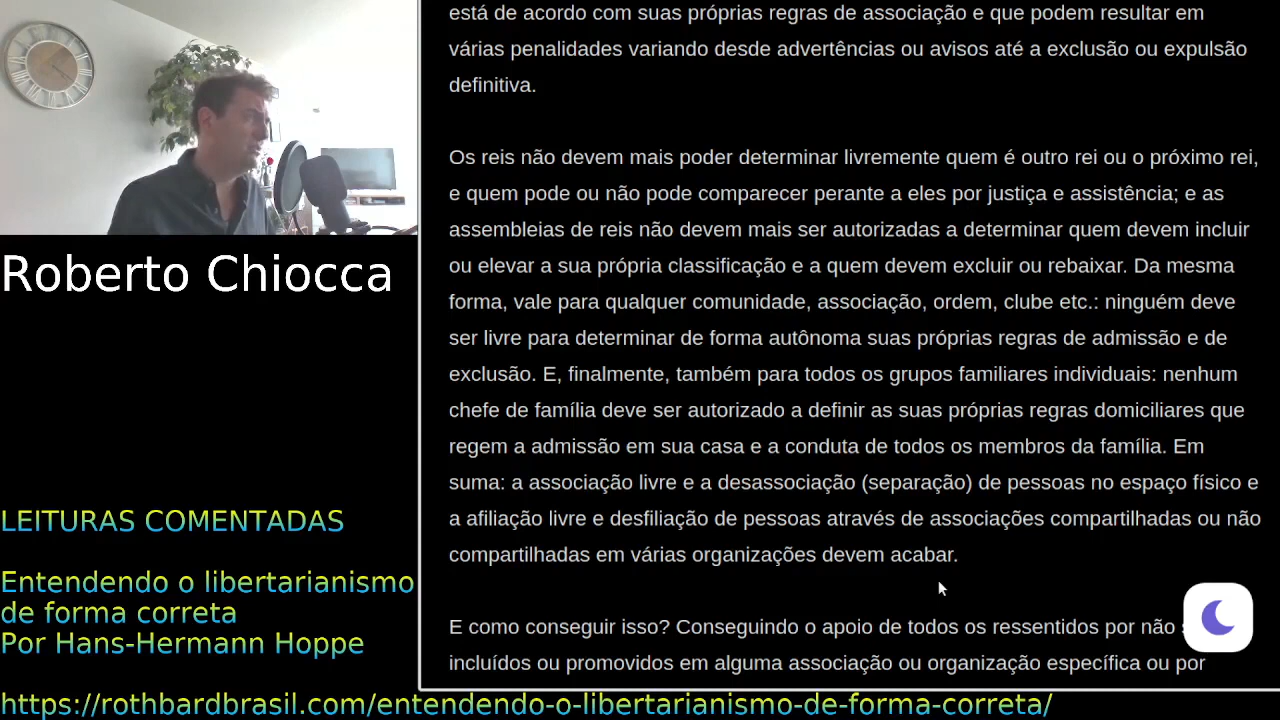 está de acordo com suas próprias regras de associação e que podem resultar em
várias penalidades variando desde advertências ou avisos até a exclusão ou expulsão
definitiva.
Os reis não devem mais poder determinar livremente quem é outro rei ou o próximo rei,
e quem pode ou não pode comparecer perante a eles por justiça e assistência; e as
assembleias de reis não devem mais ser autorizadas a determinar quem devem incluir
ou elevar a sua própria classificação e a quem devem excluir ou rebaixar. Da mesma
forma, vale para qualquer comunidade, associação, ordem, clube etc.: ninguém deve
ser livre para determinar de forma autônoma suas próprias regras de admissão e de
exclusão. E, finalmente, também para todos os grupos familiares individuais: nenhum
chefe de família deve ser autorizado a definir as suas próprias regras domiciliares que
regem a admissão em sua casa e a conduta de todos os membros da família. Em
suma: a associação livre e a desassociação (separação) de pessoas no espaço físico e
a afiliação livre e desfiliação de pessoas através de associações compartilhadas ou não
compartilhadas em várias organizações devem acabar.
E como conseguir isso? Conseguindo o apoio de todos os ressentidos por não
incluídos ou promovidos em alguma associação ou organização específica ou por
Roberto Chiocca
LEITURAS COMENTADAS
Entendendo o libertarianismo
de forma correta
Por Hans-Hermann Hoppe
https://rothbardbrasil.com/entendendo-o-libertarianismo-de-forma-correta/